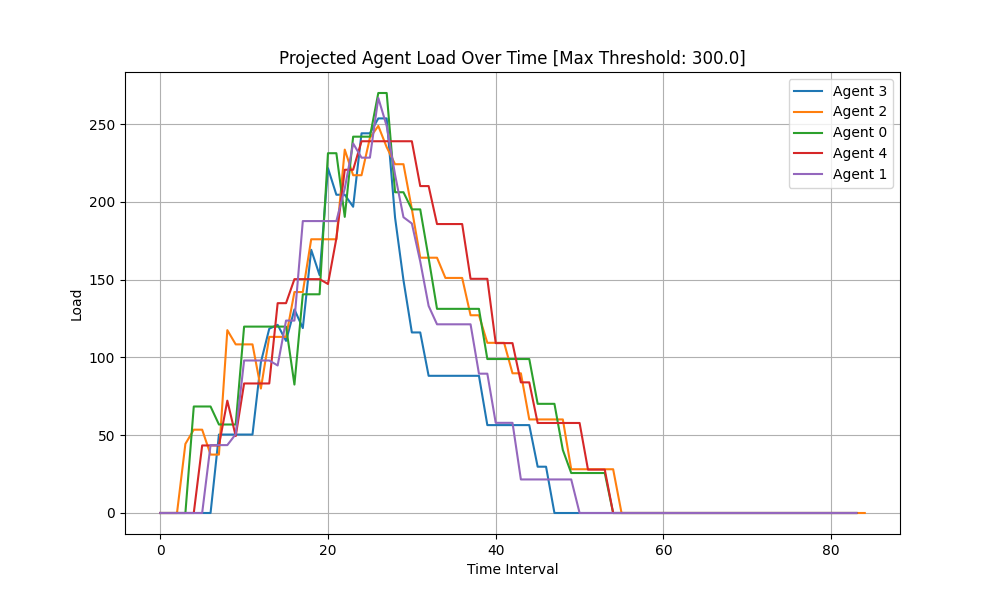 Projected Agent Load Over Time [Max Threshold: 300.0]
Agent 3
Agent 2
Agent 0
Agent 4
Agent 1
Load
250
200
150
100
50
0
0 20 40 60 80
Time Interval